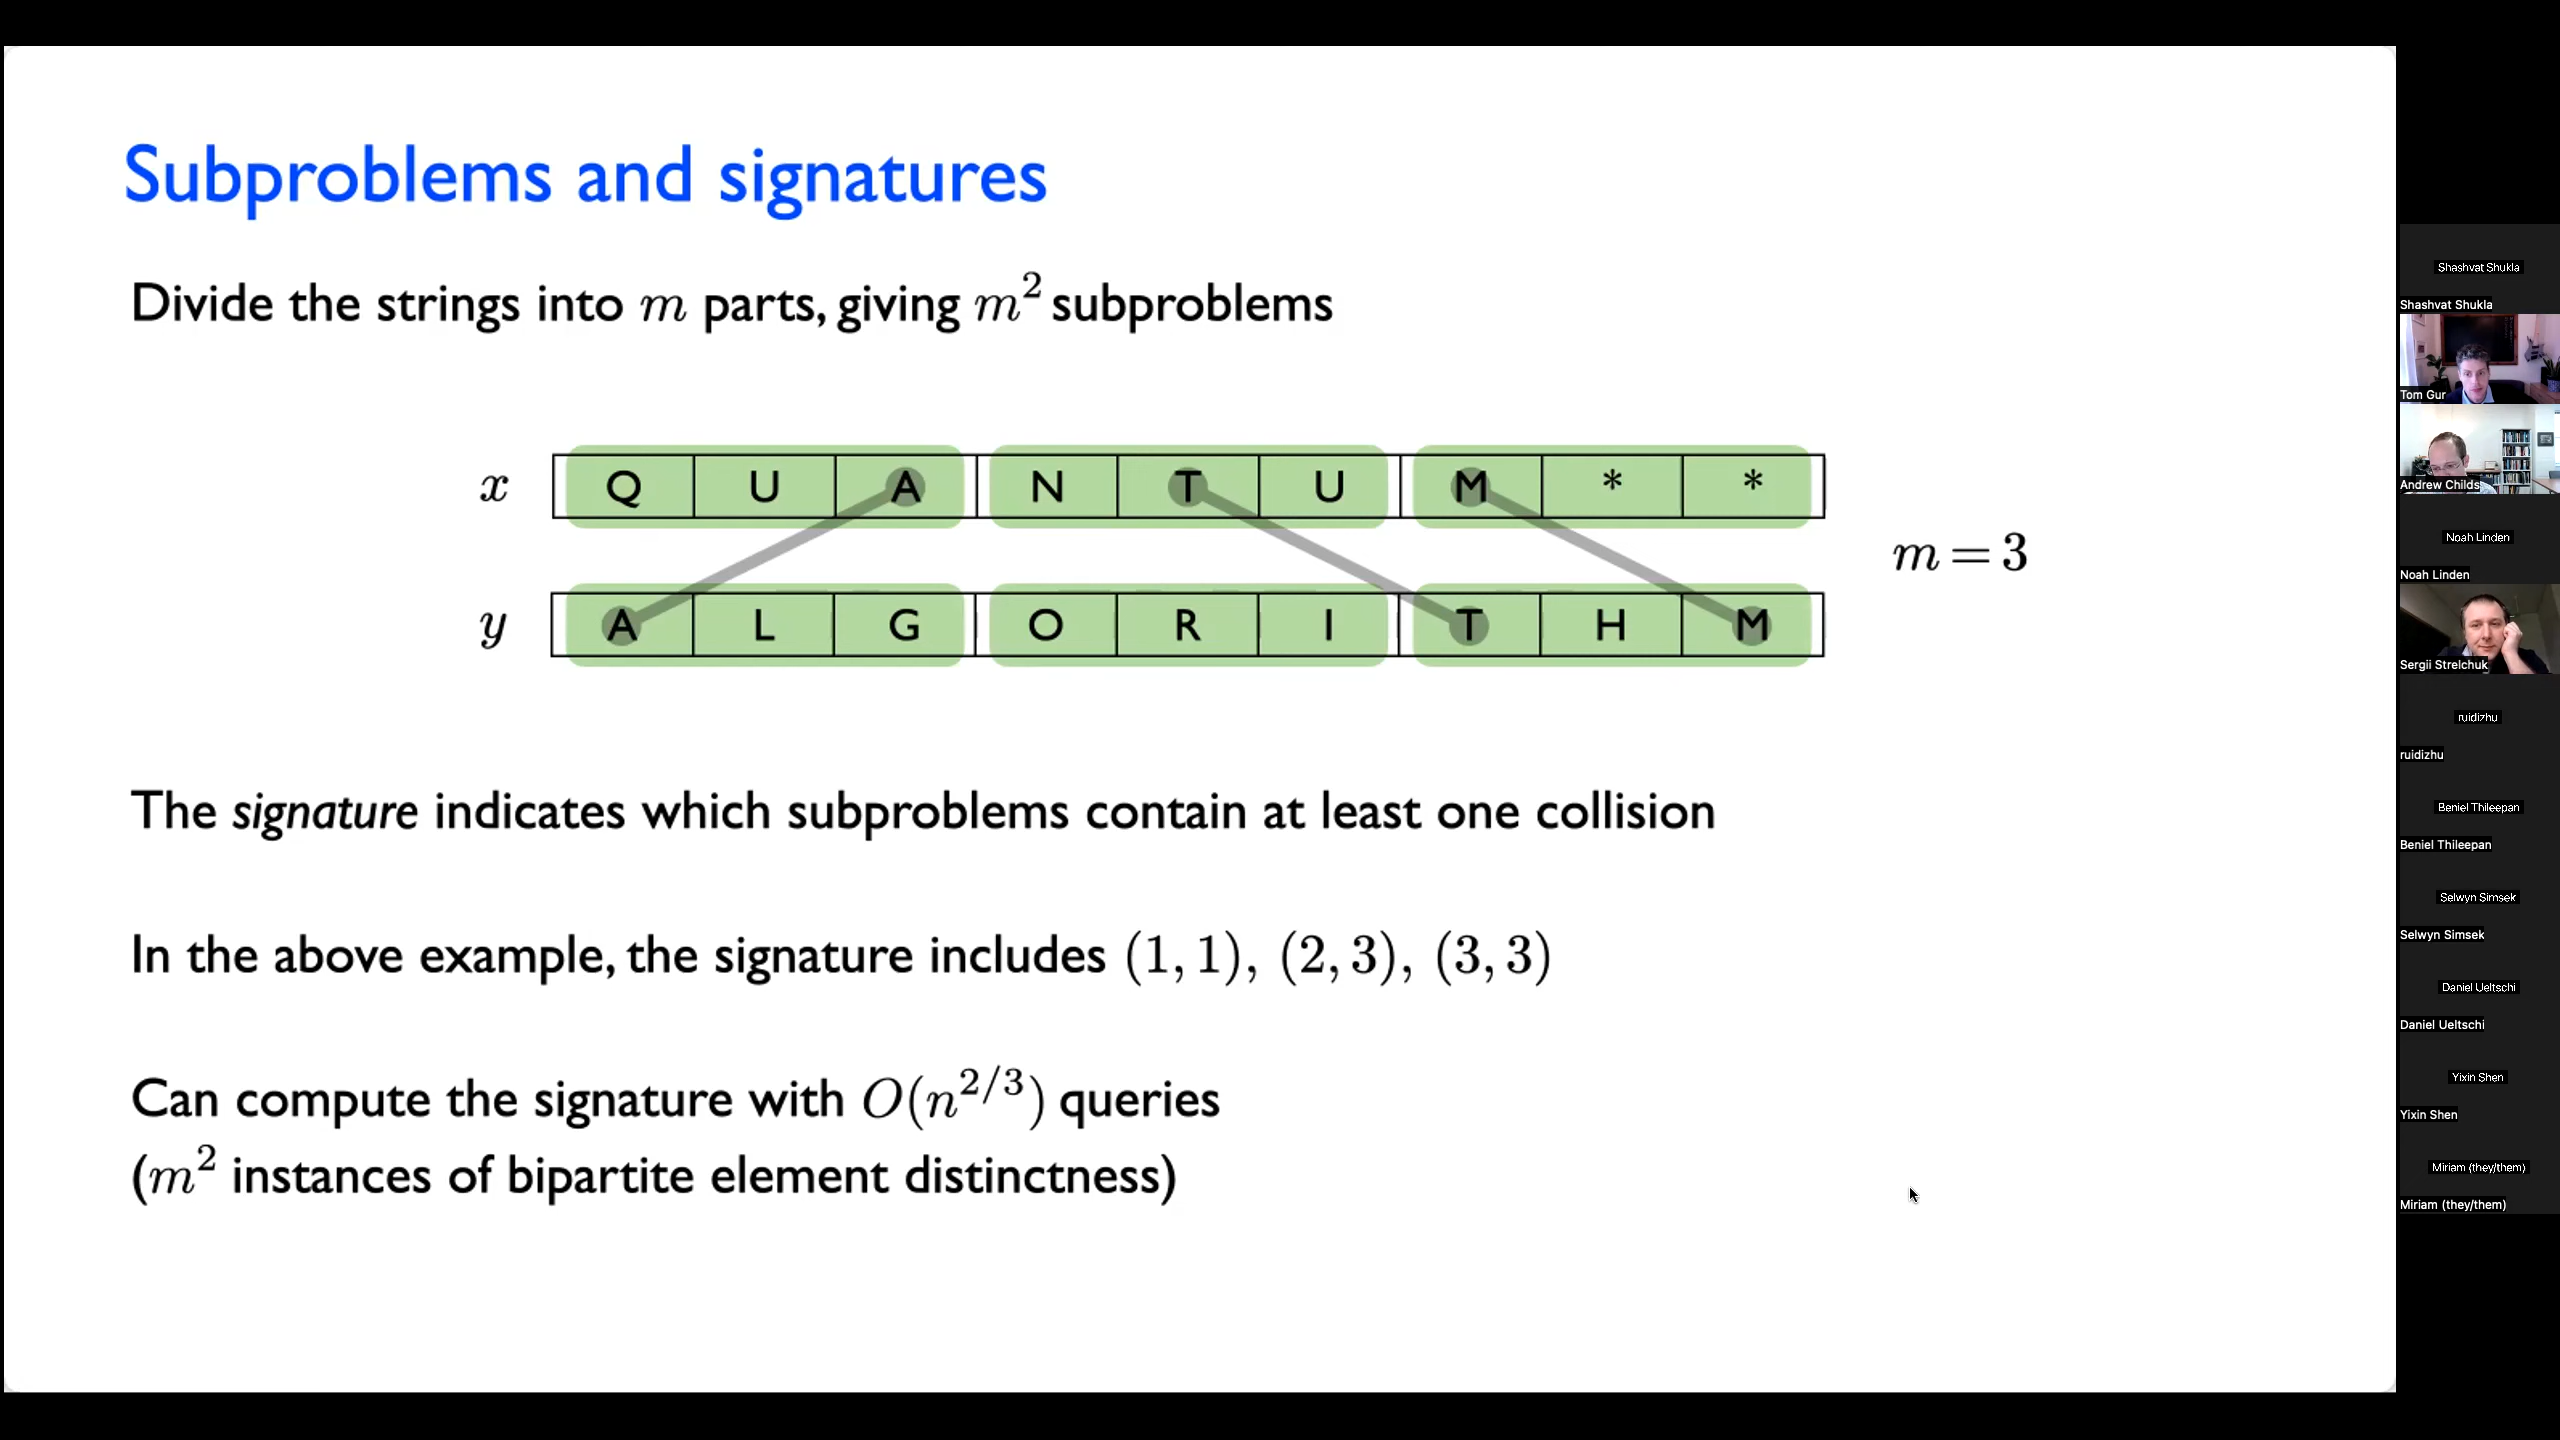 Subproblems and signatures
Divide the strings into m parts, giving m² subproblems
x Q U A N T U M * *
m = 3
y A L G O R I T H M
The signature indicates which subproblems contain at least one collision
In the above example, the signature includes (1, 1), (2, 3), (3, 3)
Can compute the signature with O(n^{2/3}) queries
(m² instances of bipartite element distinctness)
Shashvat Shukla
Shashvat Shukla
Tom Gur
Andrew Childs
Noah Linden
Noah Linden
Sergii Strelchuk
ruidizhu
ruidizhu
Beniel Thileepan
Beniel Thileepan
Selwyn Simsek
Selwyn Simsek
Daniel Ueltschi
Daniel Ueltschi
Yixin Shen
Yixin Shen
Miriam (they/them)
Miriam (they/them)